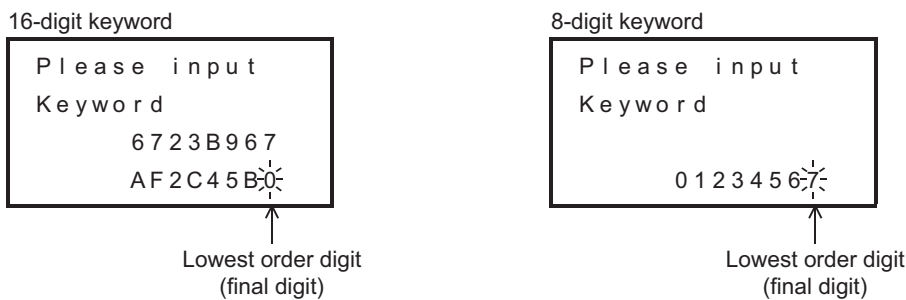 16-digit keyword
Please input
Keyword
6723B967
AF2C45B0
Lowest order digit
(final digit)
8-digit keyword
Please input
Keyword
01234567
Lowest order digit
(final digit)